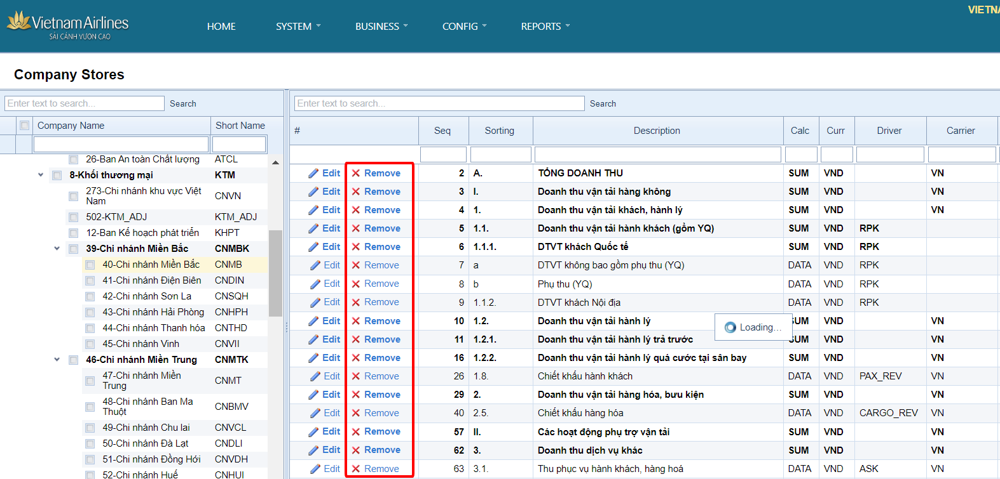 VIETNA
Vietnam Airlines
SẢI CÁNH VƯƠN CAO
HOME SYSTEM BUSINESS CONFIG REPORTS
Company Stores
Enter text to search... Search
Company Name Short Name
26-Ban An toàn Chất lượng ATCL
8-Khối thương mại KTM
273-Chi nhánh khu vực Việt
Nam CNVN
502-KTM_ADJ KTM_ADJ
12-Ban Kế hoạch phát triển KHPT
39-Chi nhánh Miền Bắc CNMBK
40-Chi nhánh Miền Bắc CNMB
41-Chi nhánh Điện Biên CNDIN
42-Chi nhánh Sơn La CNSQH
43-Chi nhánh Hải Phòng CNHPH
44-Chi nhánh Thanh hóa CNTHD
45-Chi nhánh Vinh CNVII
46-Chi nhánh Miền Trung CNMTK
47-Chi nhánh Miền
Trung CNMT
48-Chi nhánh Ban Ma
Thuột CNBMV
49-Chi nhánh Chu lai CNVCL
50-Chi nhánh Đà Lạt CNDLI
51-Chi nhánh Đồng Hới CNVDH
52-Chi nhánh Huế CNHUI
Enter text to search... Search
# Seq Sorting Description Calc Curr Driver Carrier
Edit Remove 2 A. TỔNG DOANH THU SUM VND VN
Edit Remove 3 I. Doanh thu vận tải hàng không SUM VND VN
Edit Remove 4 1. Doanh thu vận tải khách, hành lý SUM VND VN
Edit Remove 5 1.1. Doanh thu vận tải hành khách (gồm YQ) SUM VND RPK
Edit Remove 6 1.1.1. DTVT khách Quốc tế SUM VND RPK
Edit Remove 7 a DTVT không bao gồm phụ thu (YQ) DATA VND RPK
Edit Remove 8 b Phụ thu (YQ) DATA VND RPK
Edit Remove 9 1.1.2. DTVT khách Nội địa DATA VND RPK
Edit Remove 10 1.2. Doanh thu vận tải hành lý SUM VND VN
Loading...
Edit Remove 11 1.2.1. Doanh thu vận tải hành lý trả trước SUM VND VN
Edit Remove 16 1.2.2. Doanh thu vận tải hành lý quá cước tại sân bay SUM VND VN
Edit Remove 26 1.8. Chiết khấu hành khách DATA VND PAX_REV VN
Edit Remove 29 2. Doanh thu vận tải hàng hóa, bưu kiện SUM VND VN
Edit Remove 40 2.5. Chiết khấu hàng hóa DATA VND CARGO_REV VN
Edit Remove 57 II. Các hoạt động phụ trợ vận tải SUM VND VN
Edit Remove 62 3. Doanh thu dịch vụ khác SUM VND VN
Edit Remove 63 3.1. Thu phục vụ hành khách, hàng hoá DATA VND ASK VN